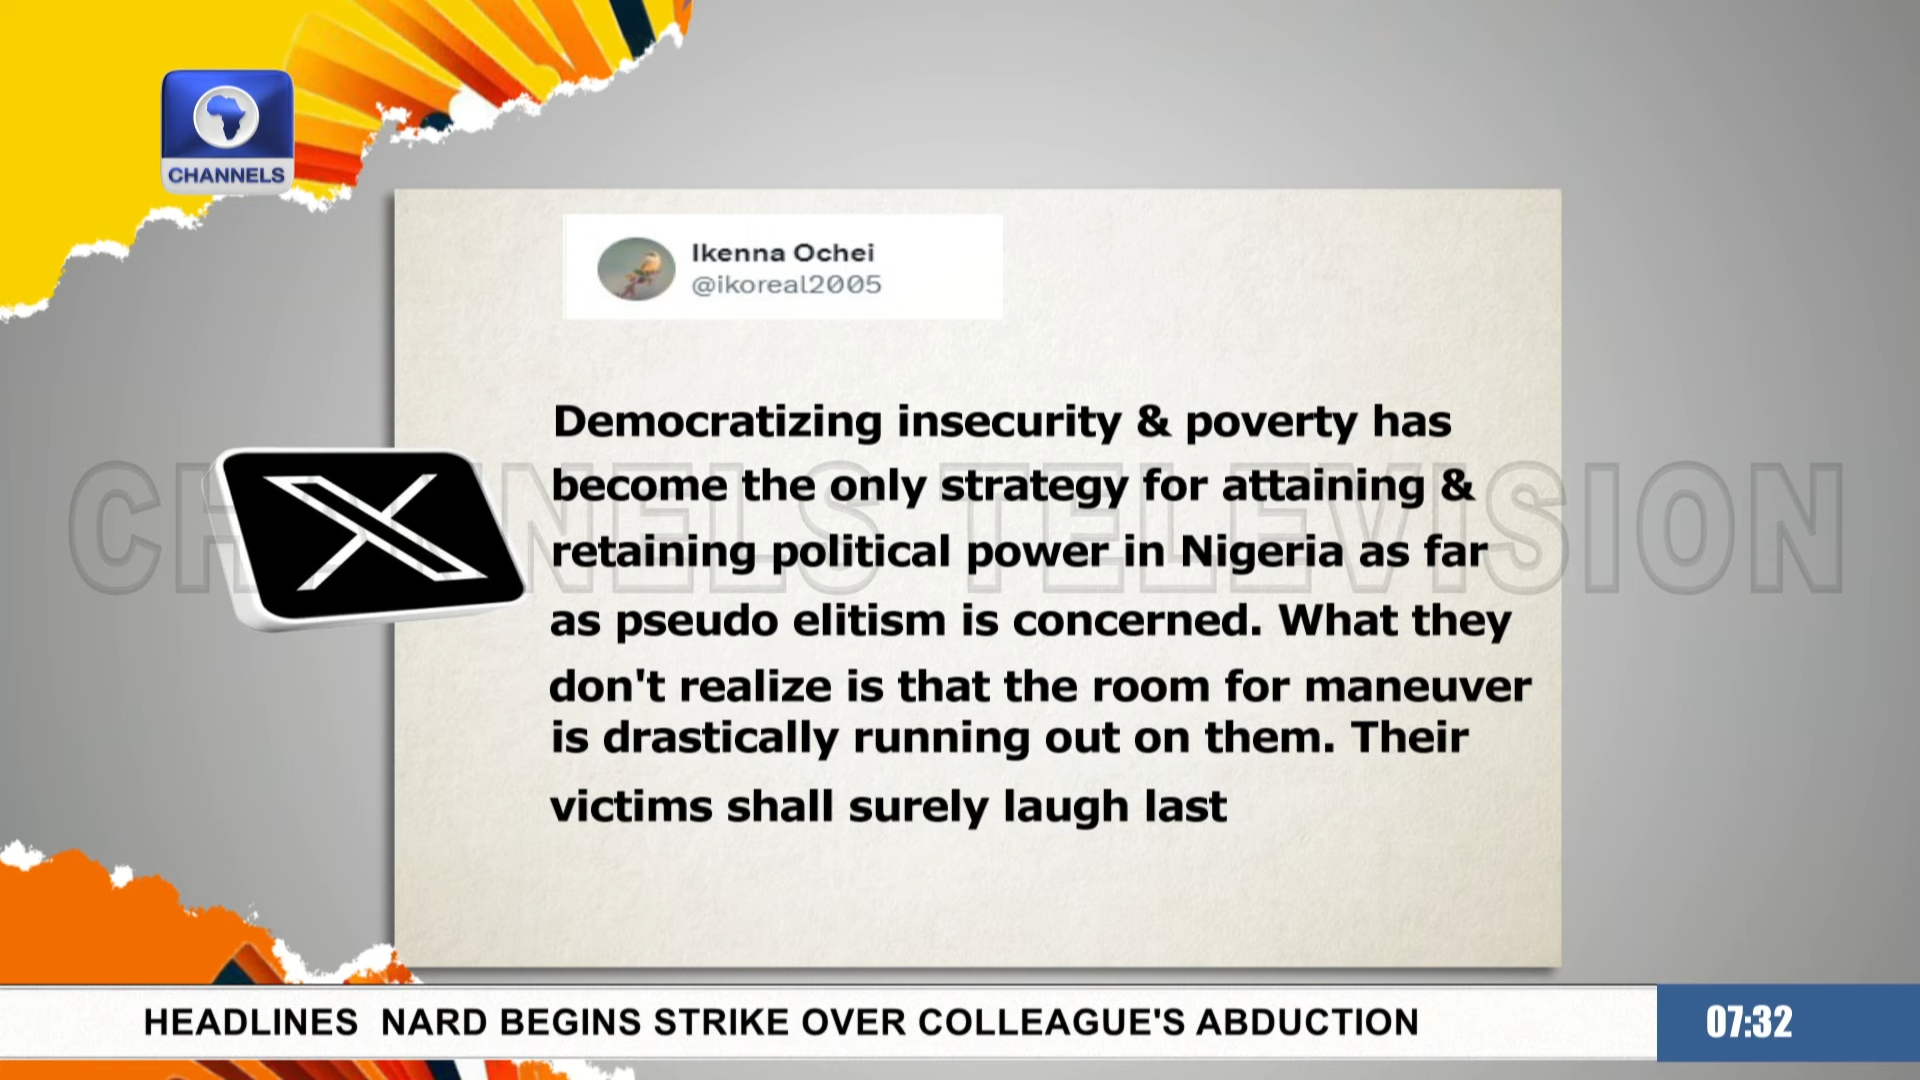 CHANNELS
Ikenna Ochei
@ikoreal2005
Democratizing insecurity & poverty has
become the only strategy for attaining &
retaining political power in Nigeria as far
as pseudo elitism is concerned. What they
don't realize is that the room for maneuver
is drastically running out on them. Their
victims shall surely laugh last
CHANNELS TELEVISION
HEADLINES NARD BEGINS STRIKE OVER COLLEAGUE'S ABDUCTION
07:32